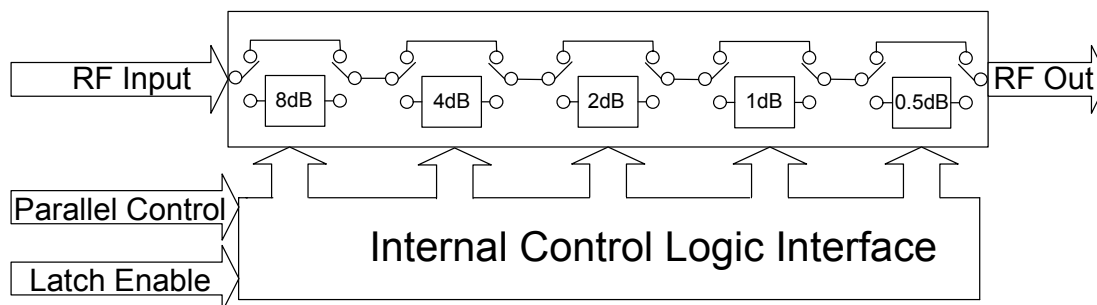 RF Input
8dB
4dB
2dB
1dB
0.5dB
RF Out
Parallel Control
Internal Control Logic Interface
Latch Enable